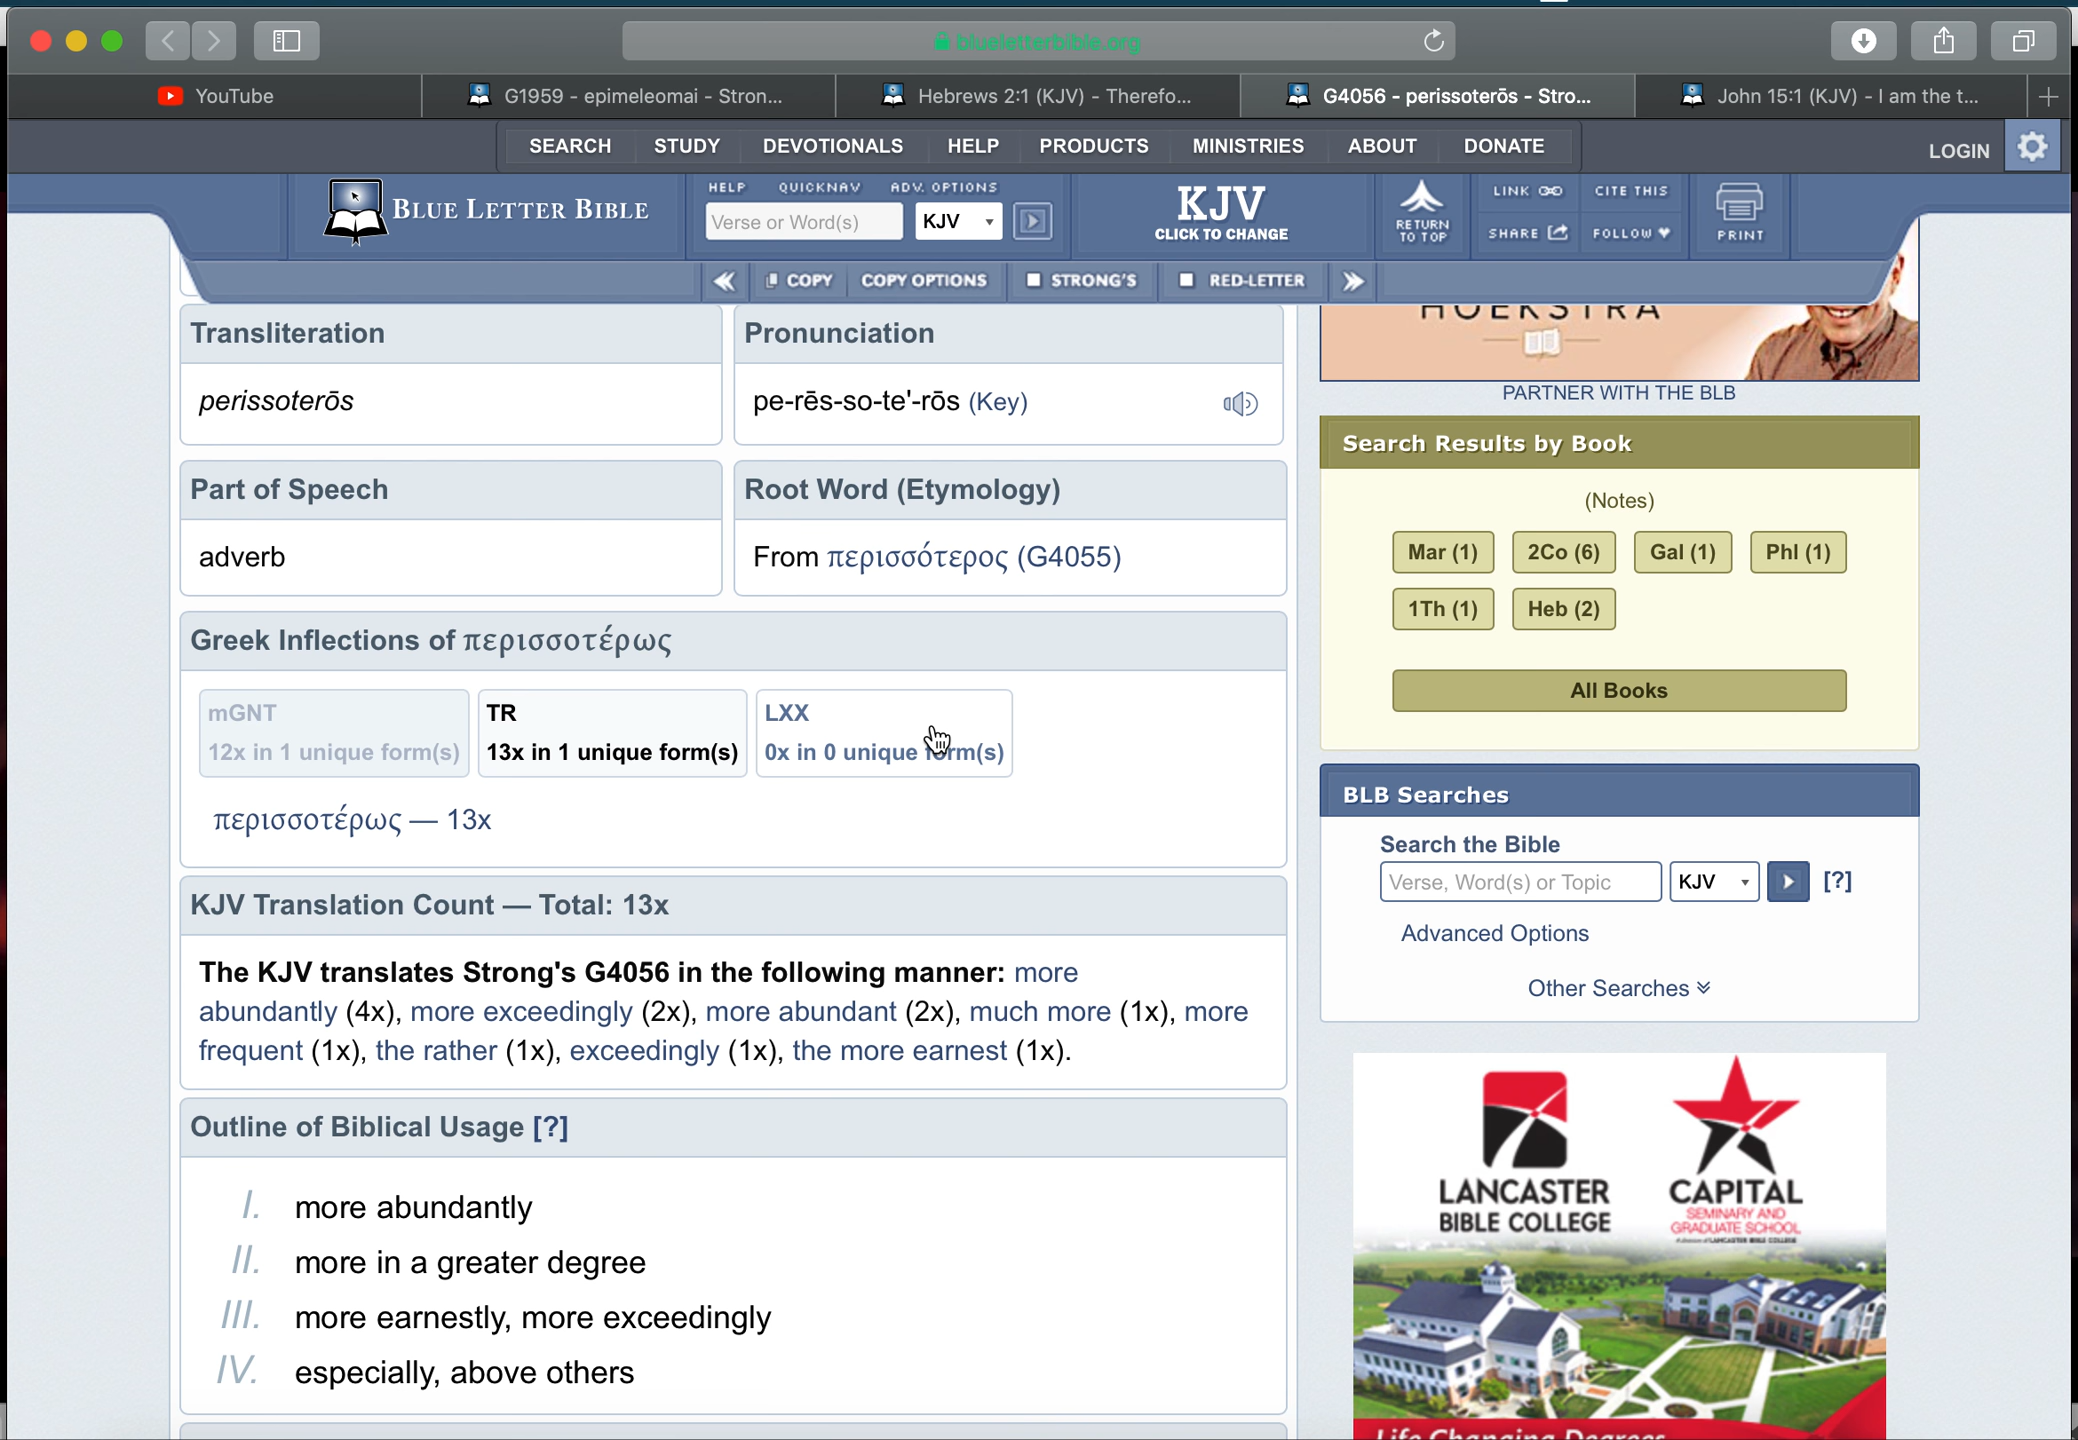 blueletterbible.org
YouTube
G1959 - epimeleomai - Stron...
Hebrews 2:1 (KJV) - Therefo...
G4056 - perissoterōs - Stro...
John 15:1 (KJV) - I am the t...
SEARCH STUDY DEVOTIONALS HELP PRODUCTS MINISTRIES ABOUT DONATE
LOGIN
BLUE LETTER BIBLE
HELP QUICKNAV ADV. OPTIONS
Verse or Word(s)
KJV
KJV
CLICK TO CHANGE
RETURN
TO TOP
LINK CITE THIS
SHARE FOLLOW
PRINT
COPY COPY OPTIONS STRONG'S RED-LETTER
Transliteration
perissoterōs
Pronunciation
pe-rēs-so-te'-rōs (Key)
Part of Speech
adverb
Root Word (Etymology)
From περισσότερος (G4055)
Greek Inflections of περισσοτέρως
mGNT
12x in 1 unique form(s)
TR
13x in 1 unique form(s)
LXX
0x in 0 unique form(s)
περισσοτέρως — 13x
KJV Translation Count — Total: 13x
The KJV translates Strong's G4056 in the following manner: more
abundantly (4x), more exceedingly (2x), more abundant (2x), much more (1x), more
frequent (1x), the rather (1x), exceedingly (1x), the more earnest (1x).
Outline of Biblical Usage [?]
I. more abundantly
II. more in a greater degree
III. more earnestly, more exceedingly
IV. especially, above others
HOEKSTRA
PARTNER WITH THE BLB
Search Results by Book
(Notes)
Mar (1) 2Co (6) Gal (1) Phl (1)
1Th (1) Heb (2)
All Books
BLB Searches
Search the Bible
Verse, Word(s) or Topic
KJV
[?]
Advanced Options
Other Searches
LANCASTER
BIBLE COLLEGE
CAPITAL
SEMINARY AND
GRADUATE SCHOOL
Life Changing Degrees